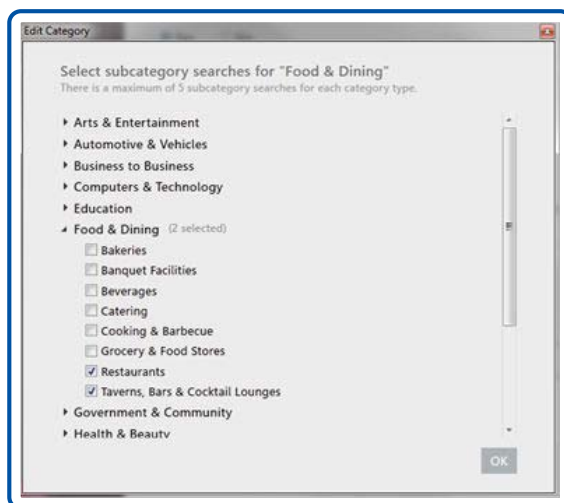 Edit Category
Select subcategory searches for "Food & Dining"
There is a maximum of 5 subcategory searches for each category type.
Arts & Entertainment
Automotive & Vehicles
Business to Business
Computers & Technology
Education
Food & Dining (2 selected)
Bakeries
Banquet Facilities
Beverages
Catering
Cooking & Barbecue
Grocery & Food Stores
Restaurants
Taverns, Bars & Cocktail Lounges
Government & Community
Health & Beauty
OK